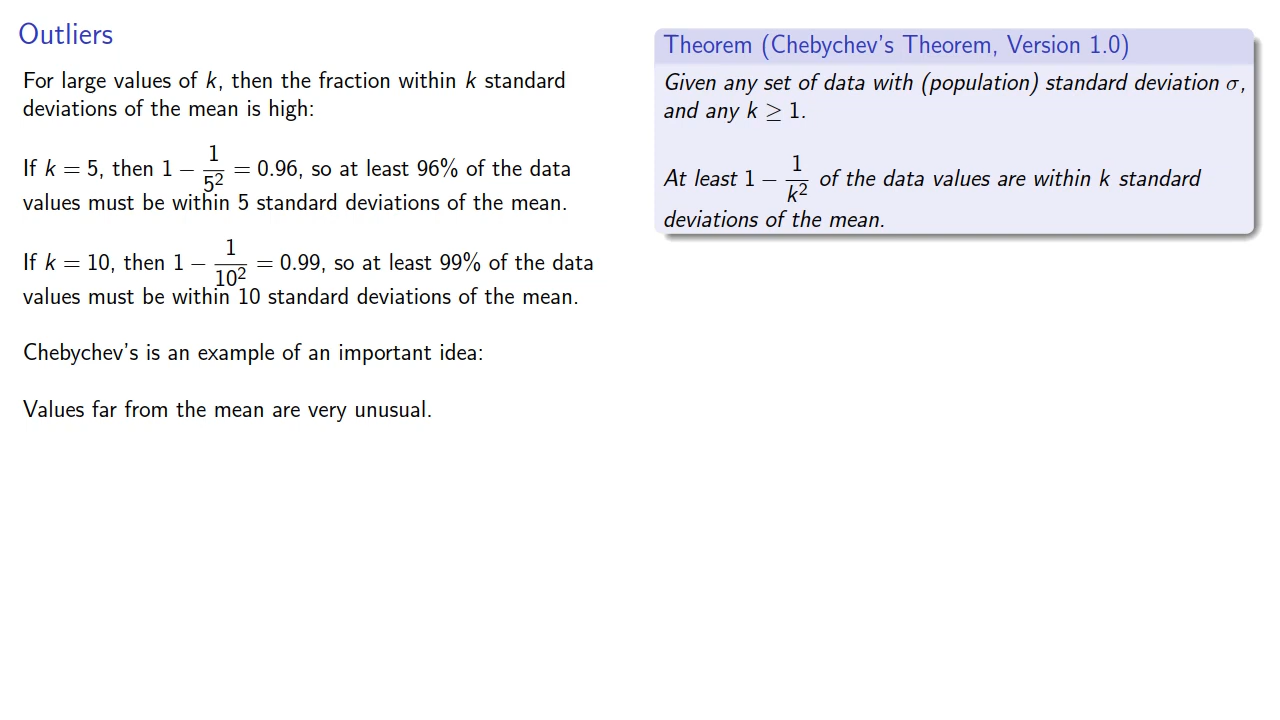 Outliers
For large values of k, then the fraction within k standard
deviations of the mean is high:
If k = 5, then 1 − 1/5² = 0.96, so at least 96% of the data
values must be within 5 standard deviations of the mean.
If k = 10, then 1 − 1/10² = 0.99, so at least 99% of the data
values must be within 10 standard deviations of the mean.
Chebychev's is an example of an important idea:
Values far from the mean are very unusual.
Theorem (Chebychev's Theorem, Version 1.0)
Given any set of data with (population) standard deviation σ,
and any k ≥ 1.
At least 1 − 1/k² of the data values are within k standard
deviations of the mean.